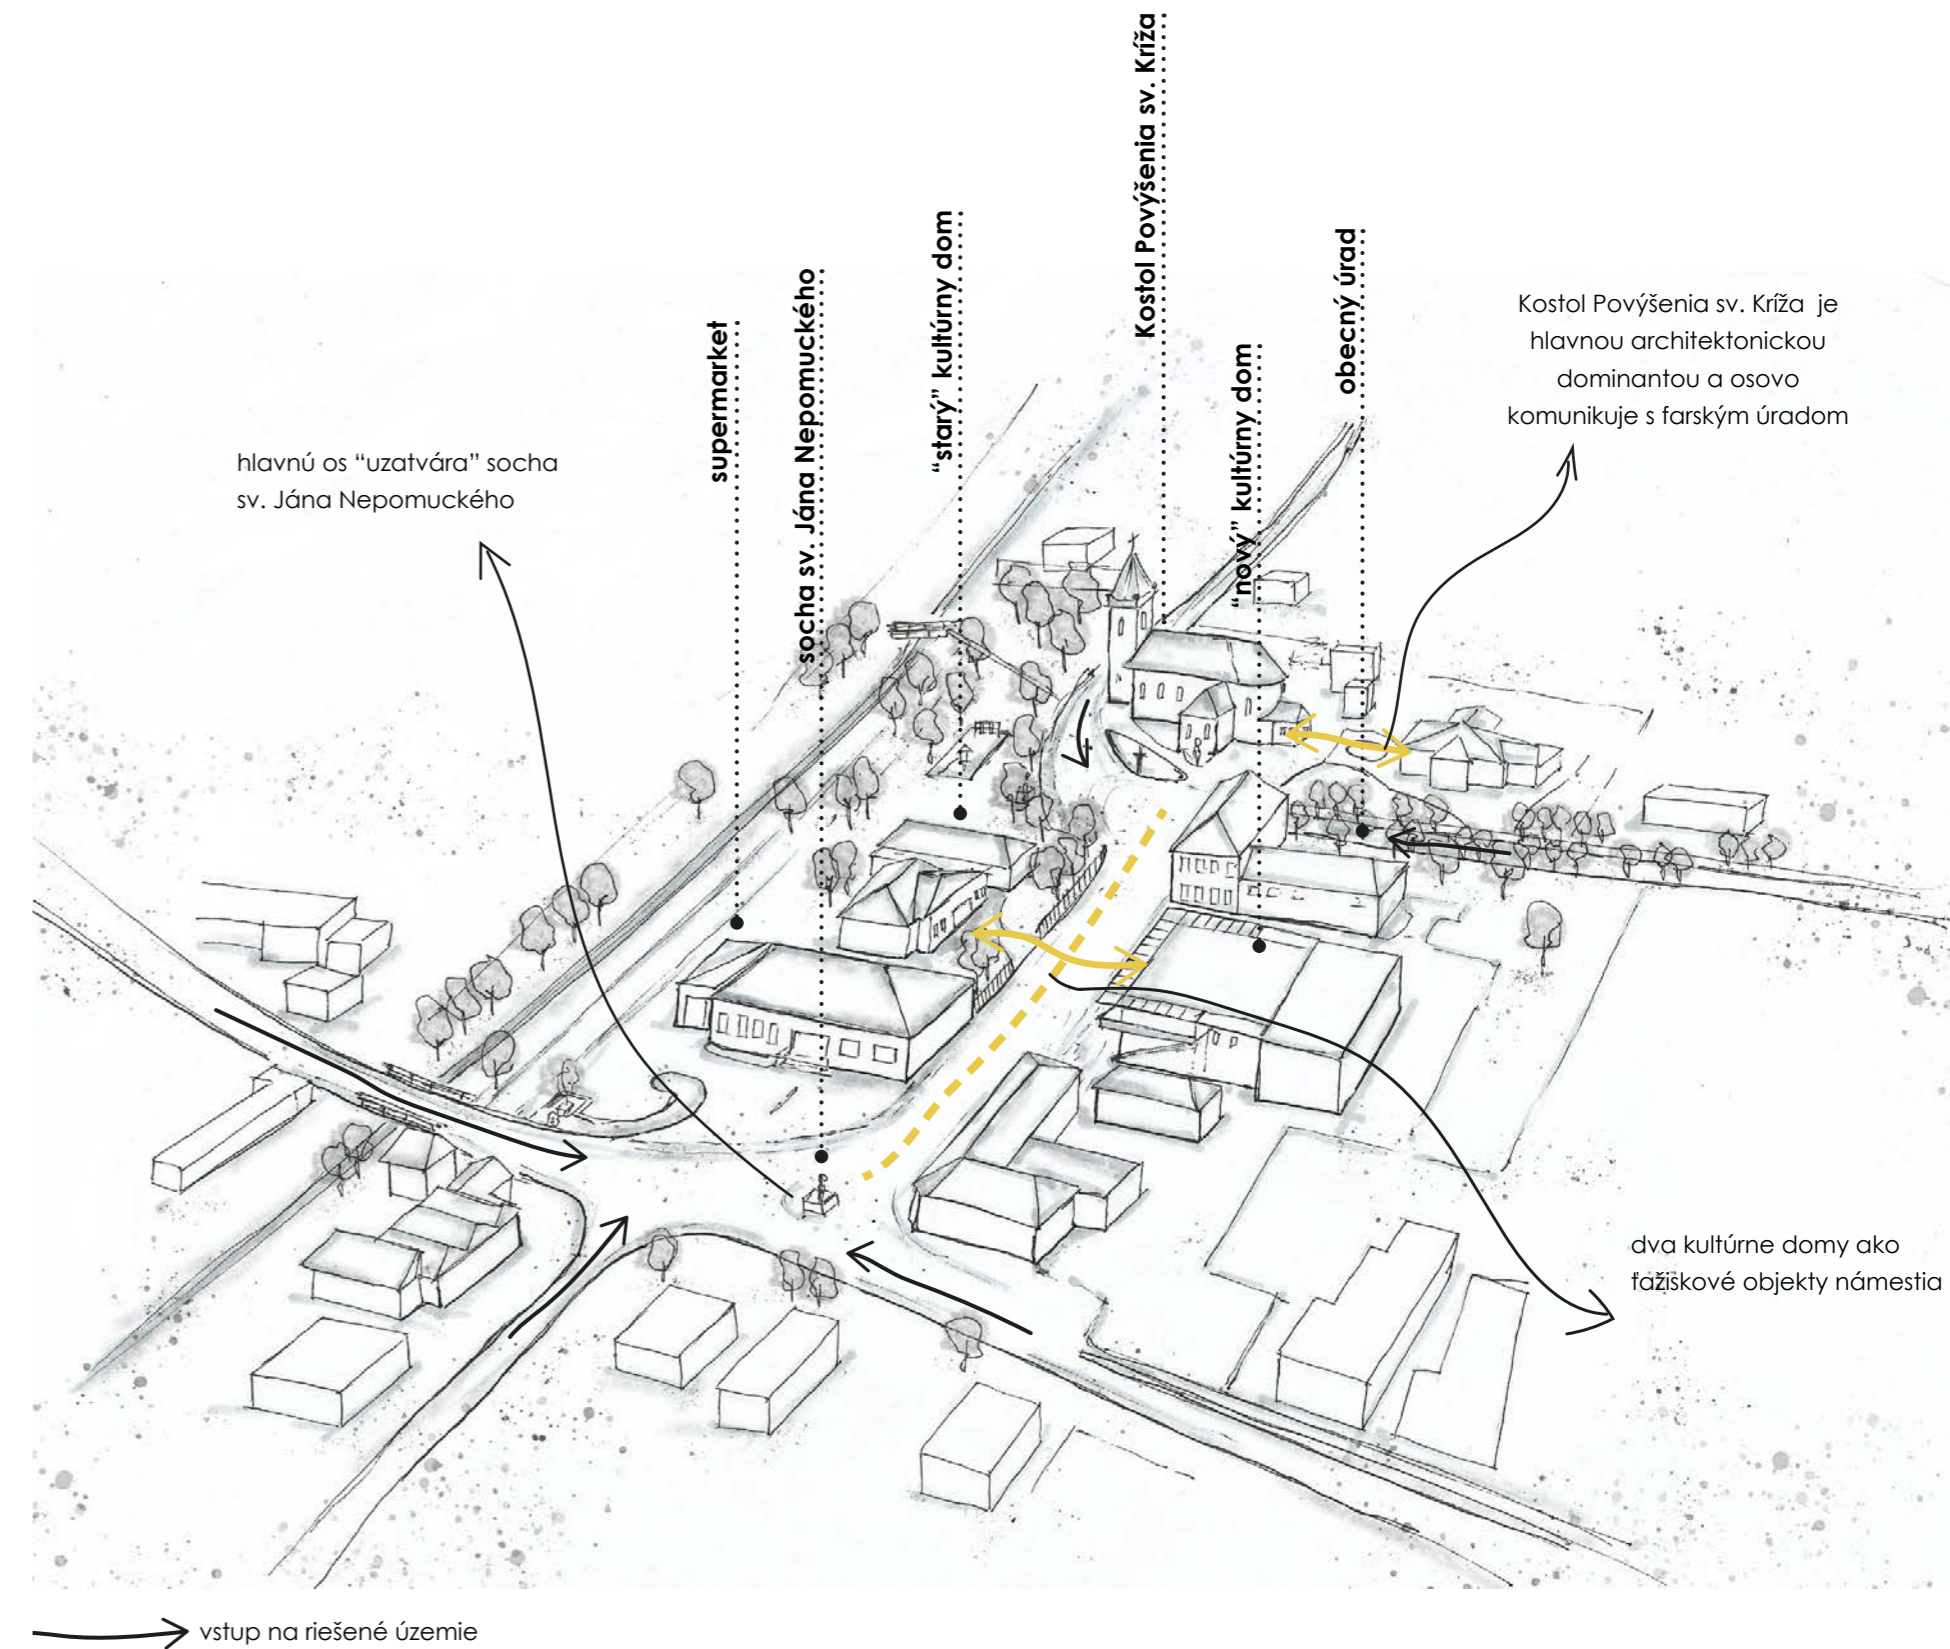 Kostol Povýšenia sv. Kríža
"starý" kultúrny dom
obecný úrad
socha sv. Jána Nepomuckého
supermarket
"nový" kultúrny dom
Kostol Povýšenia sv. Kríža je
hlavnou architektonickou
dominantou a osovo
komunikuje s farským úradom
hlavnú os "uzatvára" socha
sv. Jána Nepomuckého
dva kultúrne domy ako
ťažiskové objekty námestia
vstup na riešené územie